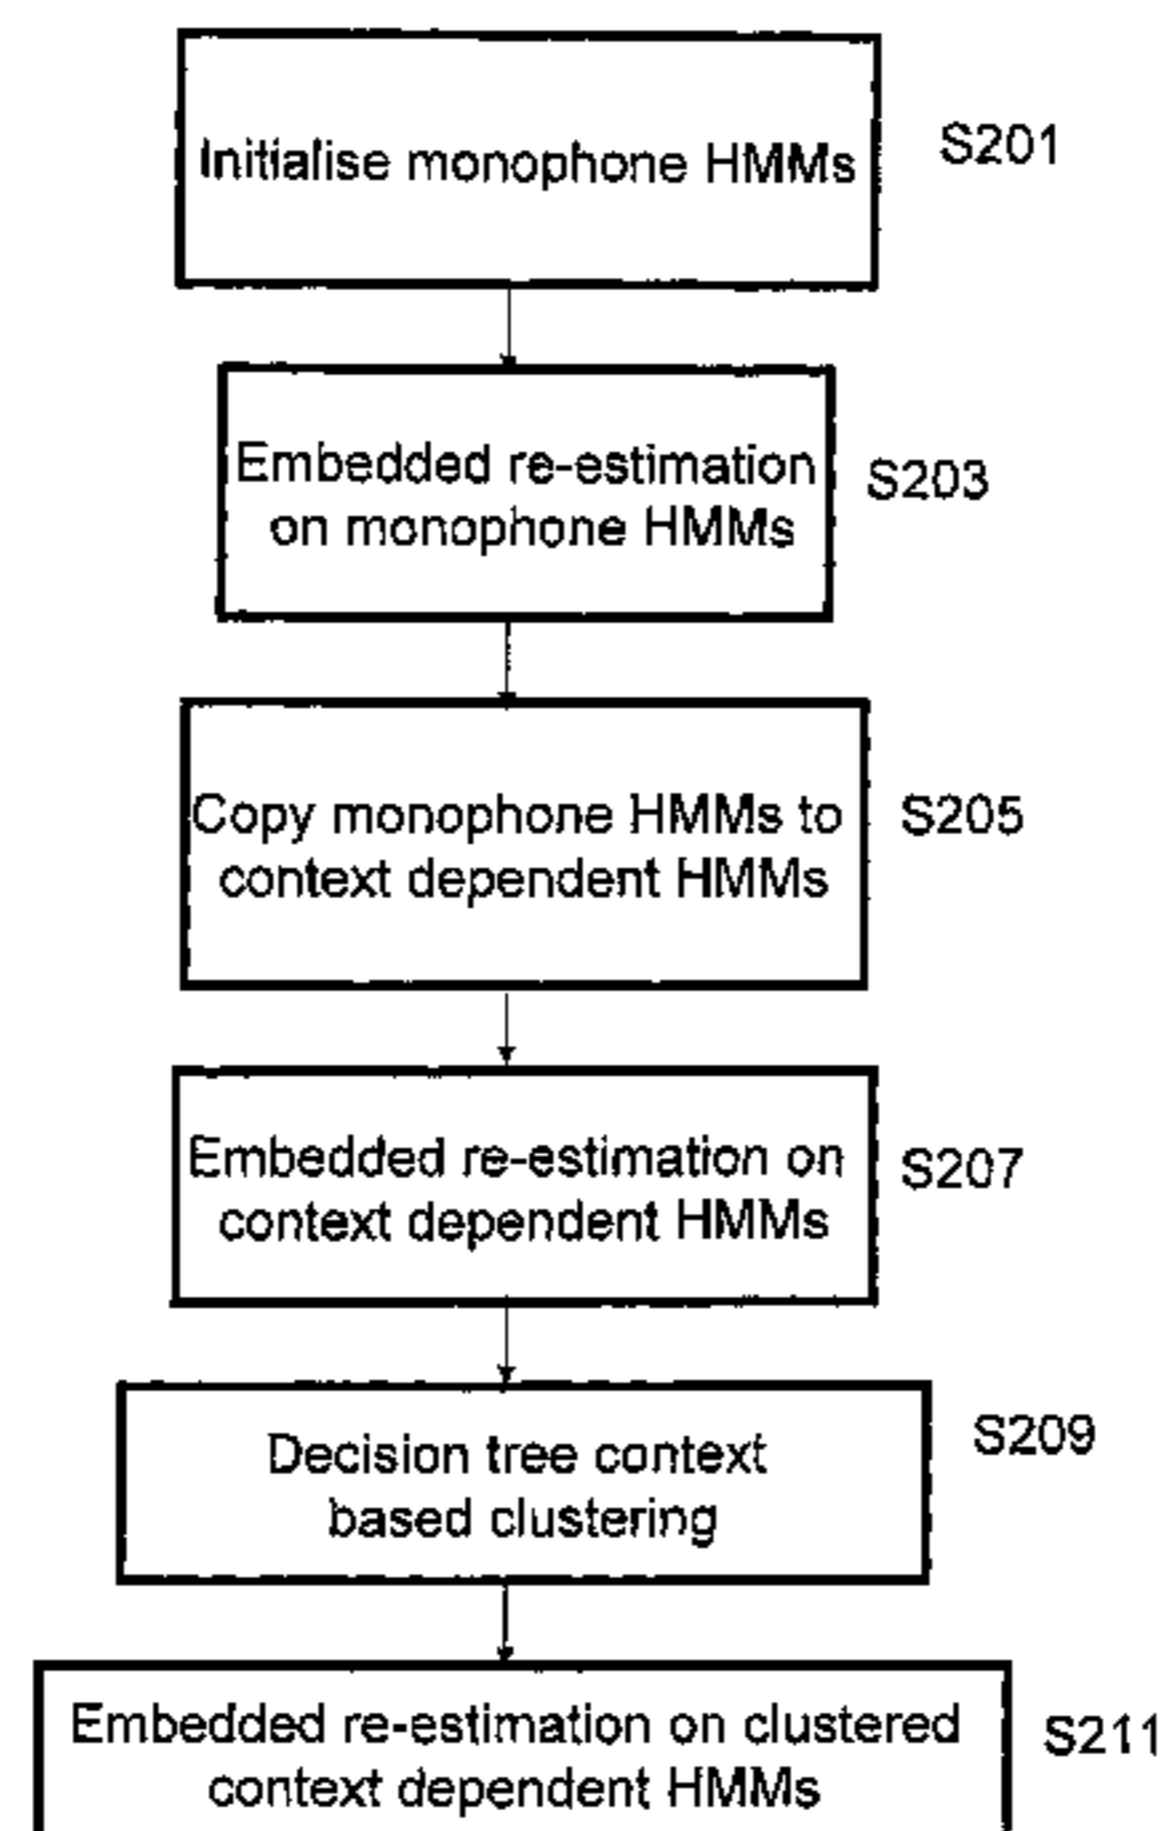 Initialise monophone HMMs
S201
Embedded re-estimation
on monophone HMMs
S203
Copy monophone HMMs to
context dependent HMMs
S205
Embedded re-estimation on
context dependent HMMs
S207
Decision tree context
based clustering
S209
Embedded re-estimation on clustered
context dependent HMMs
S211